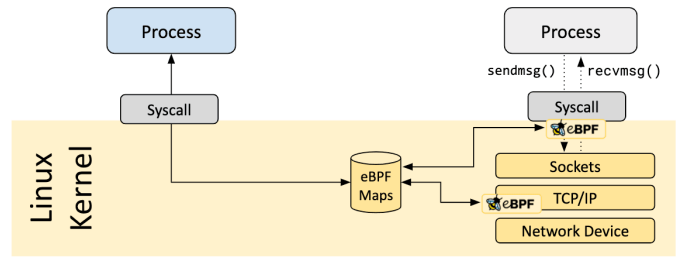 Process
Process
sendmsg()
recvmsg()
Syscall
Syscall
eBPF
Linux
Kernel
eBPF
Maps
Sockets
TCP/IP
eBPF
Network Device